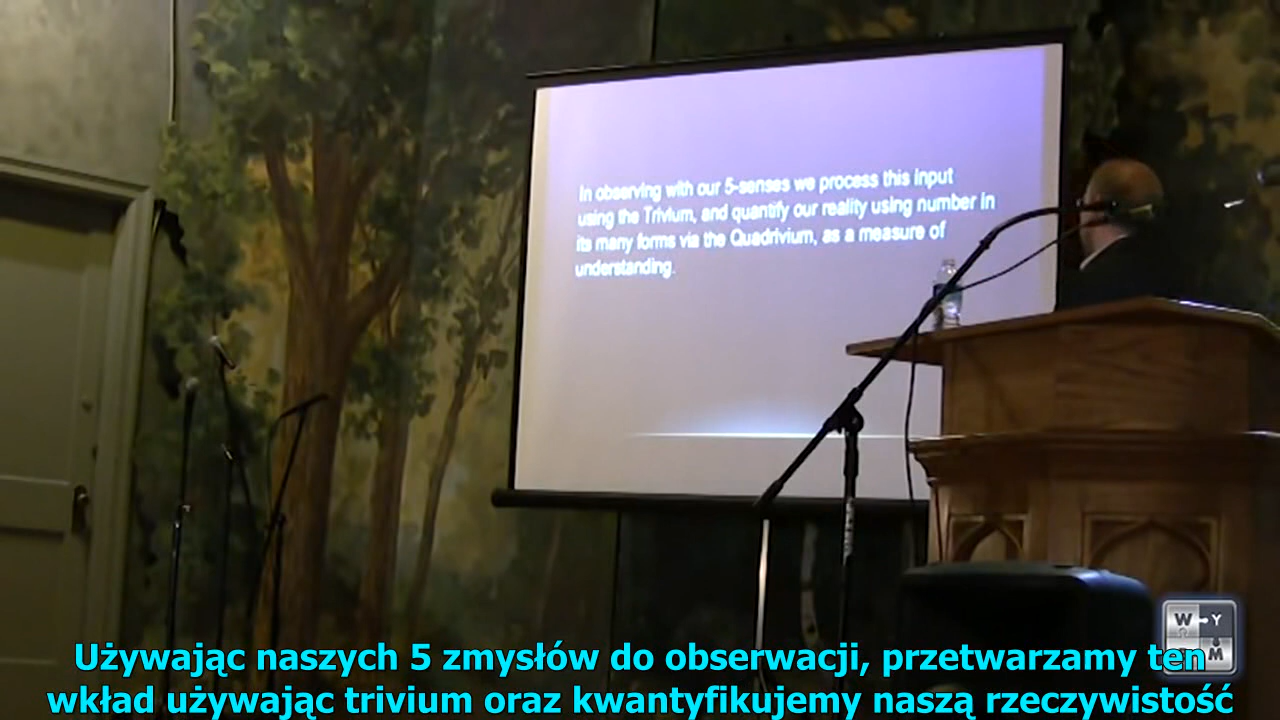 In observing with our 5-senses we process this input
using the Trivium, and quantify our reality using number in
its many forms via the Quadrivium, as a measure of
understanding.
W Y
M
Używając naszych 5 zmysłów do obserwacji, przetwarzamy ten
wkład używając trivium oraz kwantyfikujemy naszą rzeczywistość